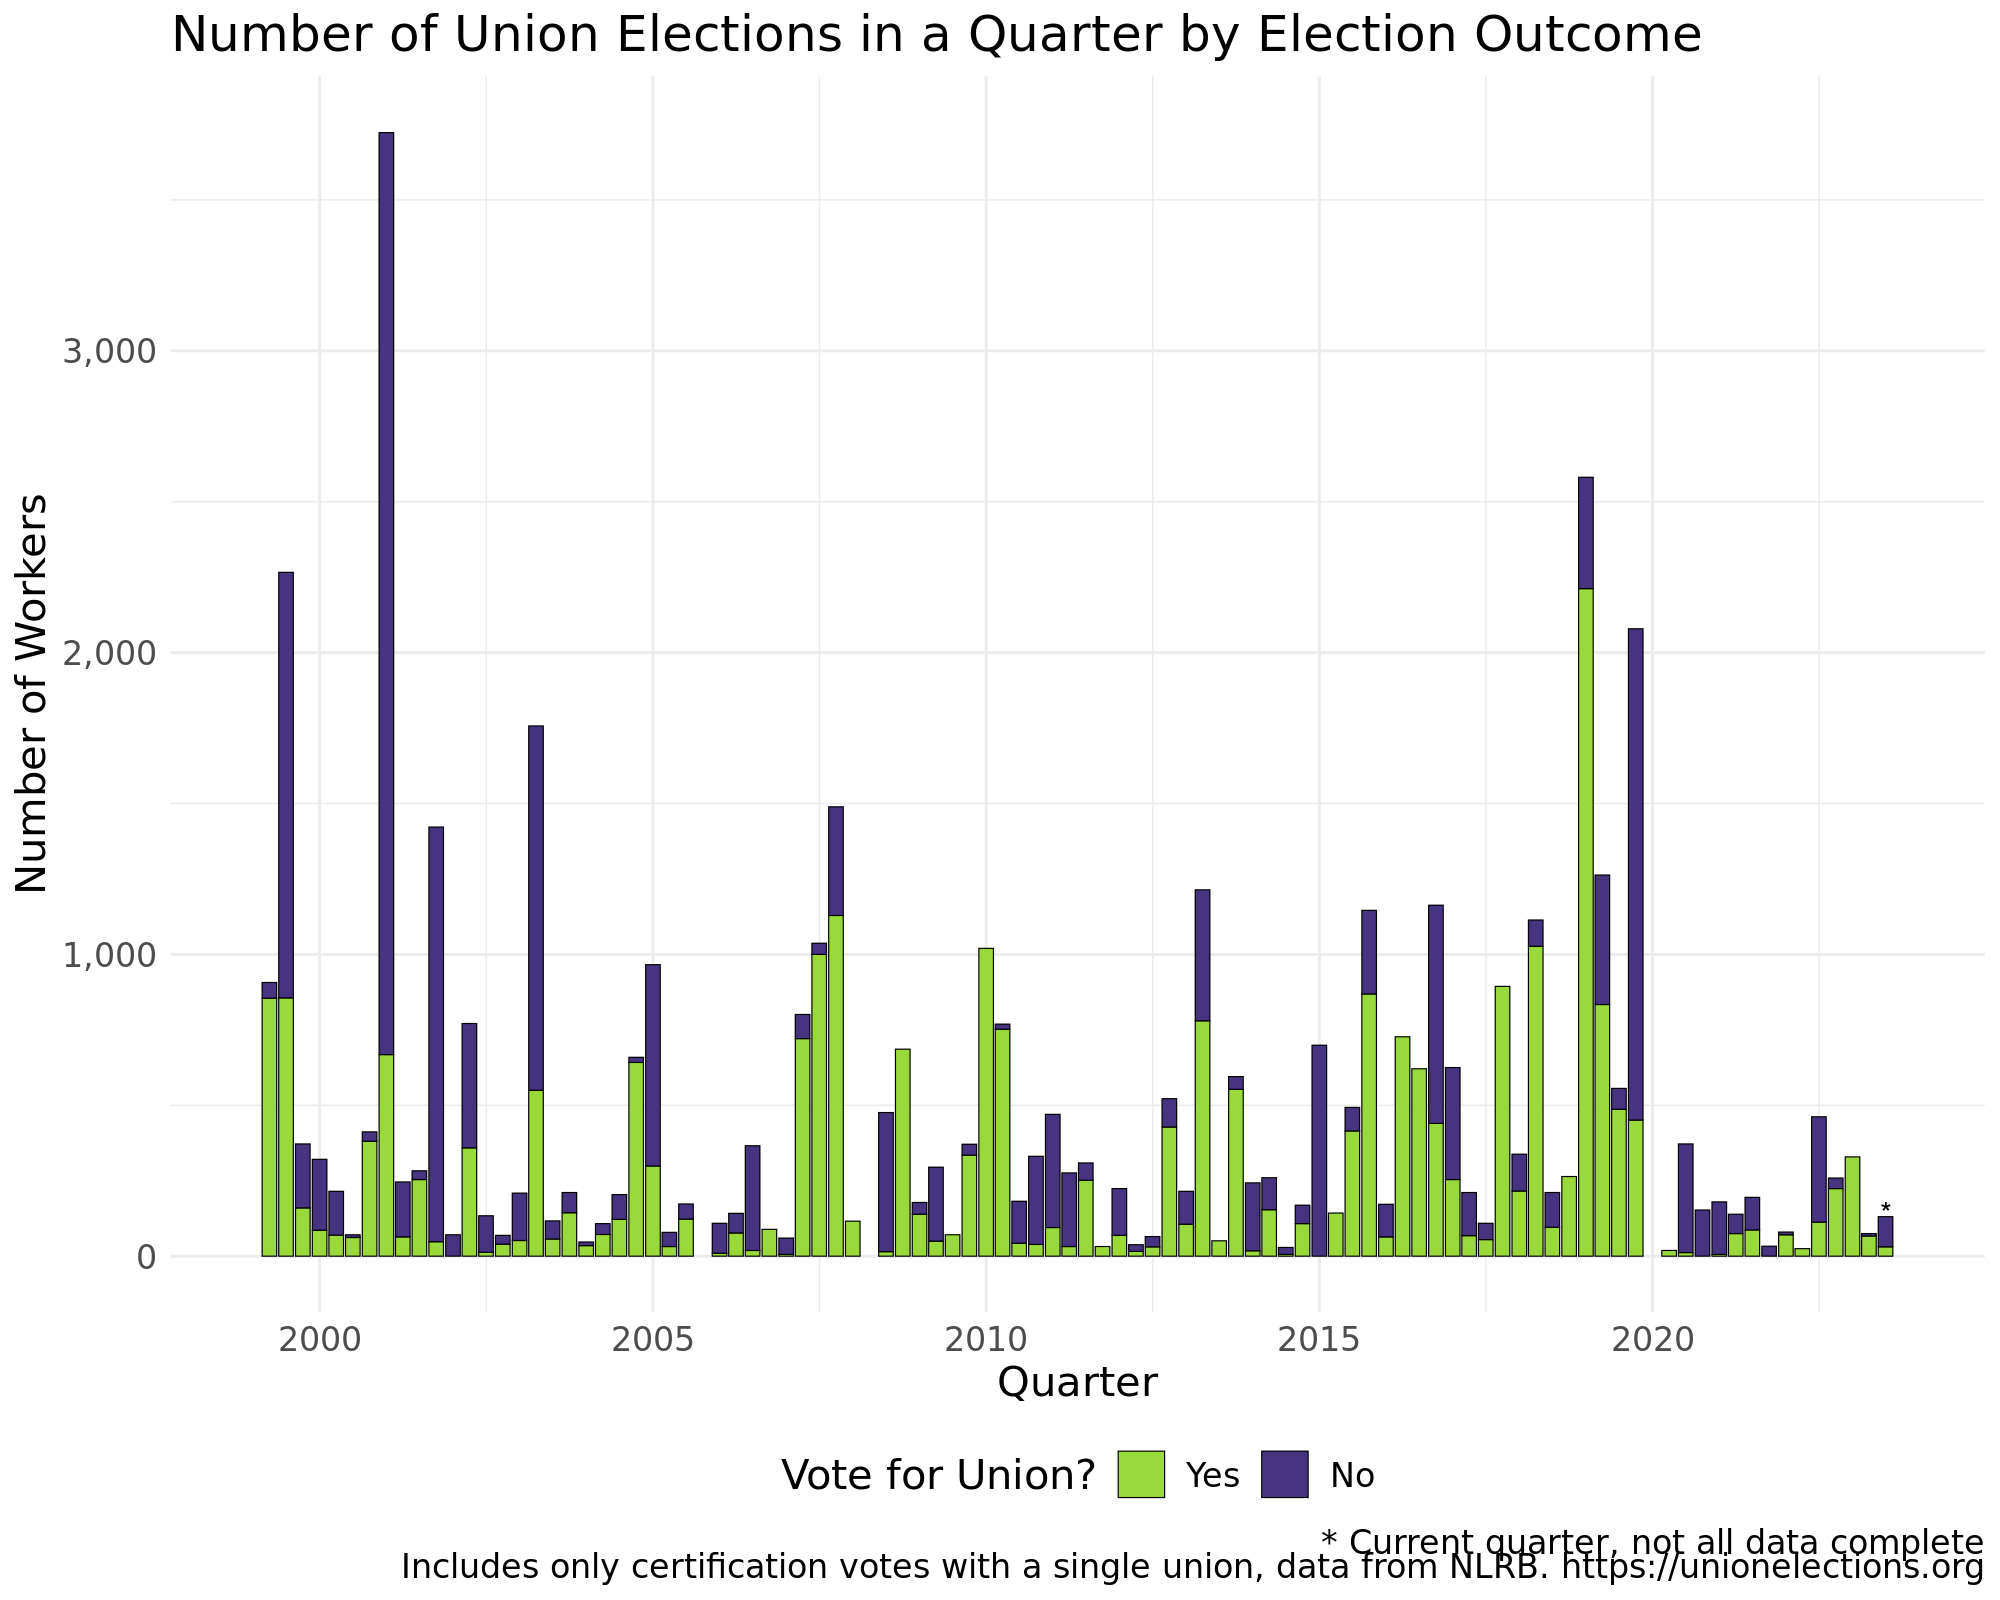 Number of Union Elections in a Quarter by Election Outcome
Number of Workers
3,000
2,000
1,000
0
*
2000 2005 2010 2015 2020
Quarter
Vote for Union? Yes No
* Current quarter, not all data complete
Includes only certification votes with a single union, data from NLRB. https://unionelections.org